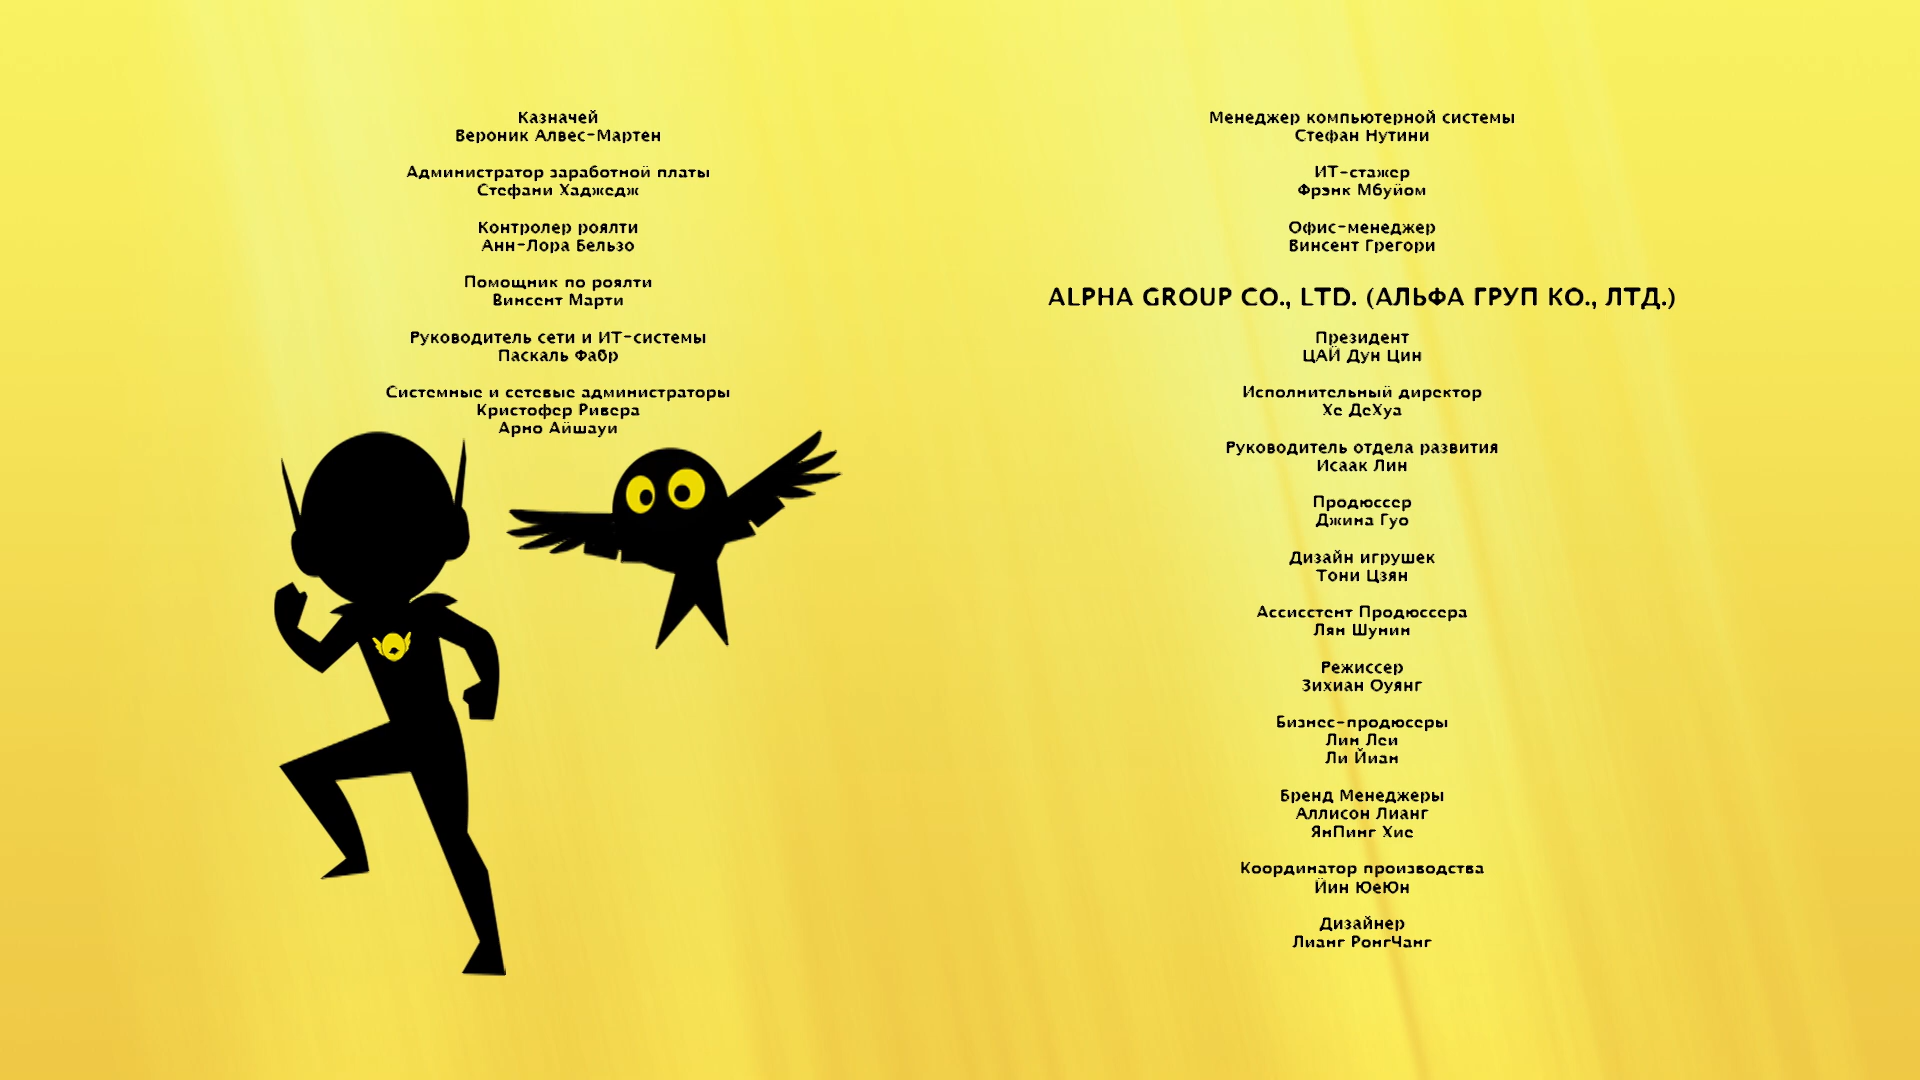 Казначей
Вероник Алвес-Мартен
Администратор заработной платы
Стефани Хаджедж
Контролер роялти
Анн-Лора Бельзо
Помощник по роялти
Винсент Марти
Руководитель сети и ИТ-системы
Паскаль Фабр
Системные и сетевые администраторы
Кристофер Ривера
Арно Айшауи
Менеджер компьютерной системы
Стефан Нутини
ИТ-стажер
Фрэнк Мбуйом
Офис-менеджер
Винсент Грегори
ALPHA GROUP CO., LTD. (АЛЬФА ГРУП КО., ЛТД.)
Президент
ЦАЙ Дун Цин
Исполнительный директор
Хе ДеХуа
Руководитель отдела развития
Исаак Лин
Продюссер
Джина Гуо
Дизайн игрушек
Тони Цзян
Ассисстент Продюссера
Лян Шунин
Режиссер
Зихиан Оуянг
Бизнес-продюсеры
Лин Леи
Ли Йиан
Бренд Менеджеры
Аллисон Лианг
ЯнПинг Хие
Координатор производства
Йин ЮеЮн
Дизайнер
Лианг РонгЧанг